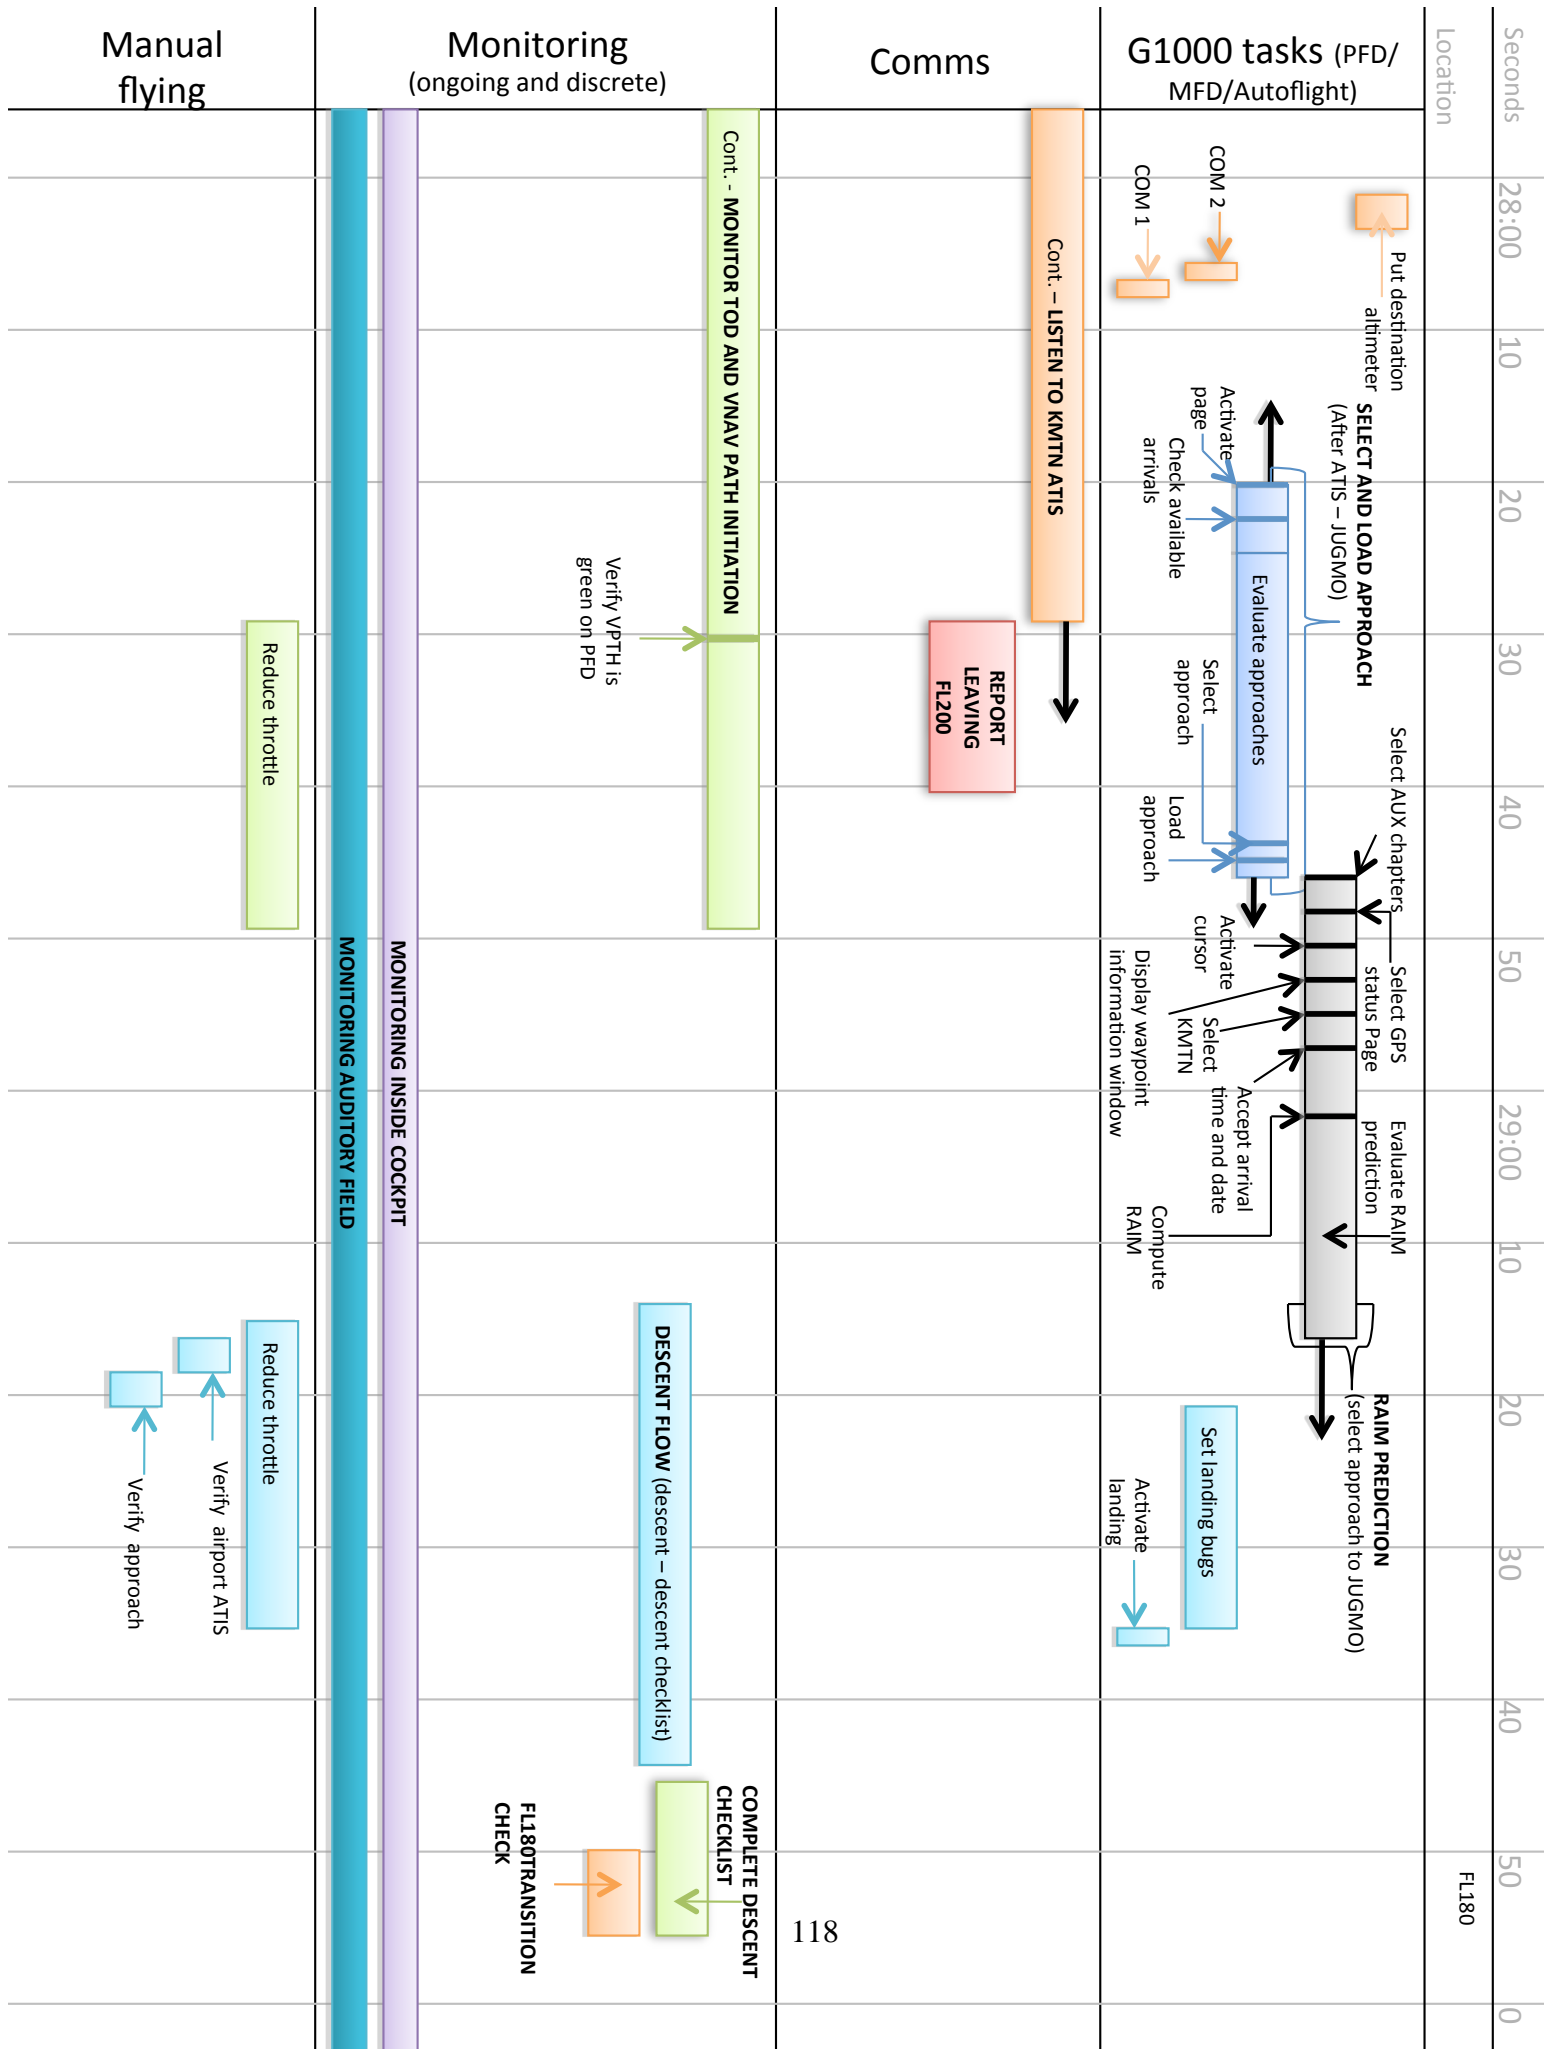 Seconds
28:00
10
20
30
40
50
29:00
10
20
30
40
50
0
Location
FL180
G1000 tasks (PFD/
MFD/Autoflight)
Put destination
altimeter
COM 2
COM 1
SELECT AND LOAD APPROACH
(After ATIS – JUGMO)
Activate
page
Check available
arrivals
Evaluate approaches
Select
approach
Load
approach
Select AUX chapters
Select GPS
status Page
Activate
cursor
Display waypoint
information window
Select
KMTN
Accept arrival
time and date
Compute
RAIM
Evaluate RAIM
prediction
RAIM PREDICTION
(select approach to JUGMO)
Set landing bugs
Activate
landing
Comms
Cont. – LISTEN TO KMTN ATIS
REPORT
LEAVING
FL200
Monitoring
(ongoing and discrete)
Cont. - MONITOR TOD AND VNAV PATH INITIATION
Verify VPTH is
green on PFD
DESCENT FLOW (descent – descent checklist)
COMPLETE DESCENT
CHECKLIST
FL180TRANSITION
CHECK
MONITORING INSIDE COCKPIT
MONITORING AUDITORY FIELD
Manual
flying
Reduce throttle
Reduce throttle
Verify airport ATIS
Verify approach
118